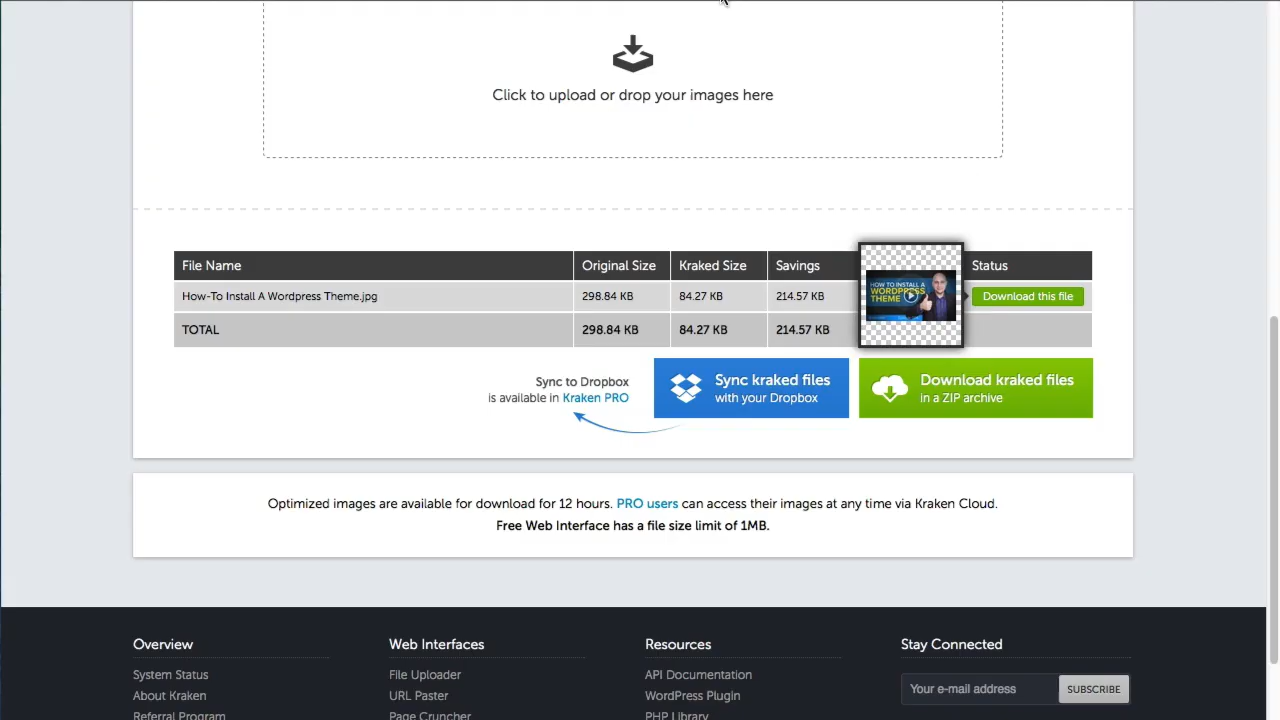 Click to upload or drop your images here
File Name Original Size Kraked Size Savings Status
How-To Install A Wordpress Theme.jpg 298.84 KB 84.27 KB 214.57 KB Download this file
HOW TO INSTALL A
WORDPRESS
THEME
TOTAL 298.84 KB 84.27 KB 214.57 KB
Sync to Dropbox
is available in Kraken PRO
Sync kraked files
with your Dropbox
Download kraked files
in a ZIP archive
Optimized images are available for download for 12 hours. PRO users can access their images at any time via Kraken Cloud.
Free Web Interface has a file size limit of 1MB.
Overview Web Interfaces Resources Stay Connected
System Status File Uploader API Documentation
Your e-mail address SUBSCRIBE
About Kraken URL Paster WordPress Plugin
Referral Program Page Cruncher PHP Library